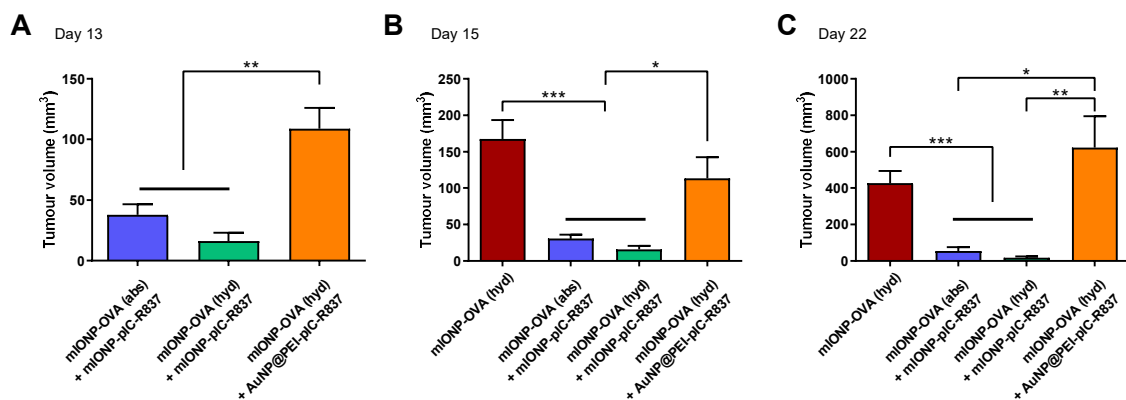 A
Day 13
**
Tumour volume (mm³)
150
100
50
0
mIONP-OVA (abs)
+ mIONP-pIC-R837
mIONP-OVA (hyd)
+ mIONP-pIC-R837
mIONP-OVA (hyd)
+ AuNP@PEI-pIC-R837
B
Day 15
***
*
Tumour volume (mm³)
250
200
150
100
50
0
mIONP-OVA (hyd)
mIONP-OVA (abs)
+ mIONP-pIC-R837
mIONP-OVA (hyd)
+ mIONP-pIC-R837
mIONP-OVA (hyd)
+ AuNP@PEI-pIC-R837
C
Day 22
*
**
***
Tumour volume (mm³)
1000
800
600
400
200
0
mIONP-OVA (hyd)
mIONP-OVA (abs)
+ mIONP-pIC-R837
mIONP-OVA (hyd)
+ mIONP-pIC-R837
mIONP-OVA (hyd)
+ AuNP@PEI-pIC-R837